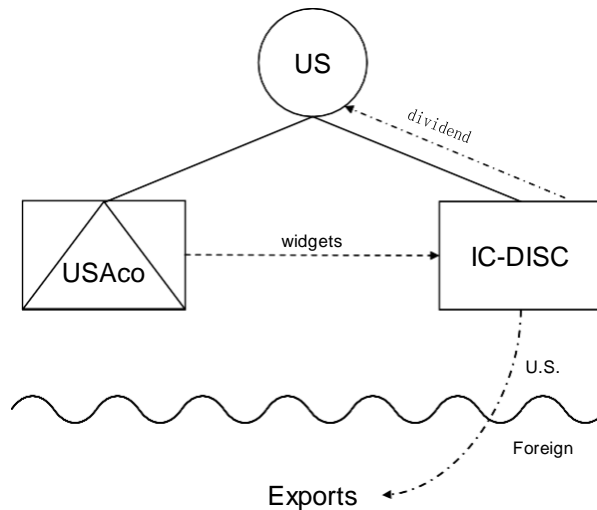 US
dividend
USAco
widgets
IC-DISC
U.S.
Foreign
Exports